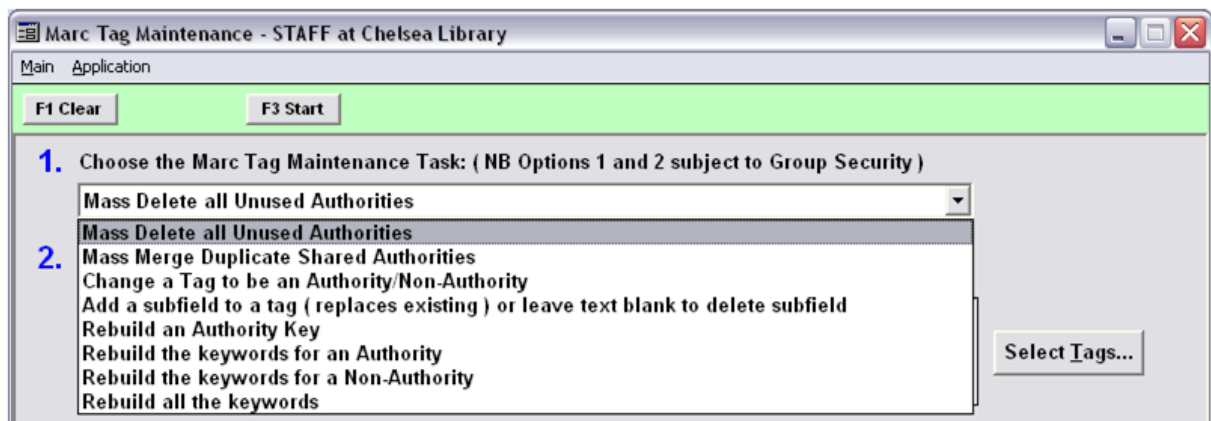 Marc Tag Maintenance - STAFF at Chelsea Library
Main Application
F1 Clear F3 Start
1. Choose the Marc Tag Maintenance Task: ( NB Options 1 and 2 subject to Group Security )
Mass Delete all Unused Authorities
Mass Delete all Unused Authorities
2. Mass Merge Duplicate Shared Authorities
Change a Tag to be an Authority/Non-Authority
Add a subfield to a tag ( replaces existing ) or leave text blank to delete subfield
Rebuild an Authority Key
Rebuild the keywords for an Authority
Select Tags...
Rebuild the keywords for a Non-Authority
Rebuild all the keywords